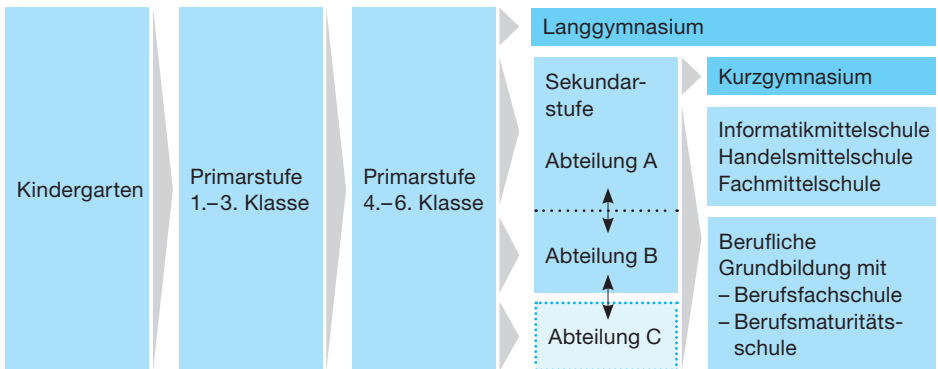 Kindergarten
Primarstufe
1.–3. Klasse
Primarstufe
4.–6. Klasse
Langgymnasium
Sekundar-
stufe
Abteilung A
Abteilung B
Abteilung C
Kurzgymnasium
Informatikmittelschule
Handelsmittelschule
Fachmittelschule
Berufliche
Grundbildung mit
– Berufsfachschule
– Berufsmaturitäts-
schule